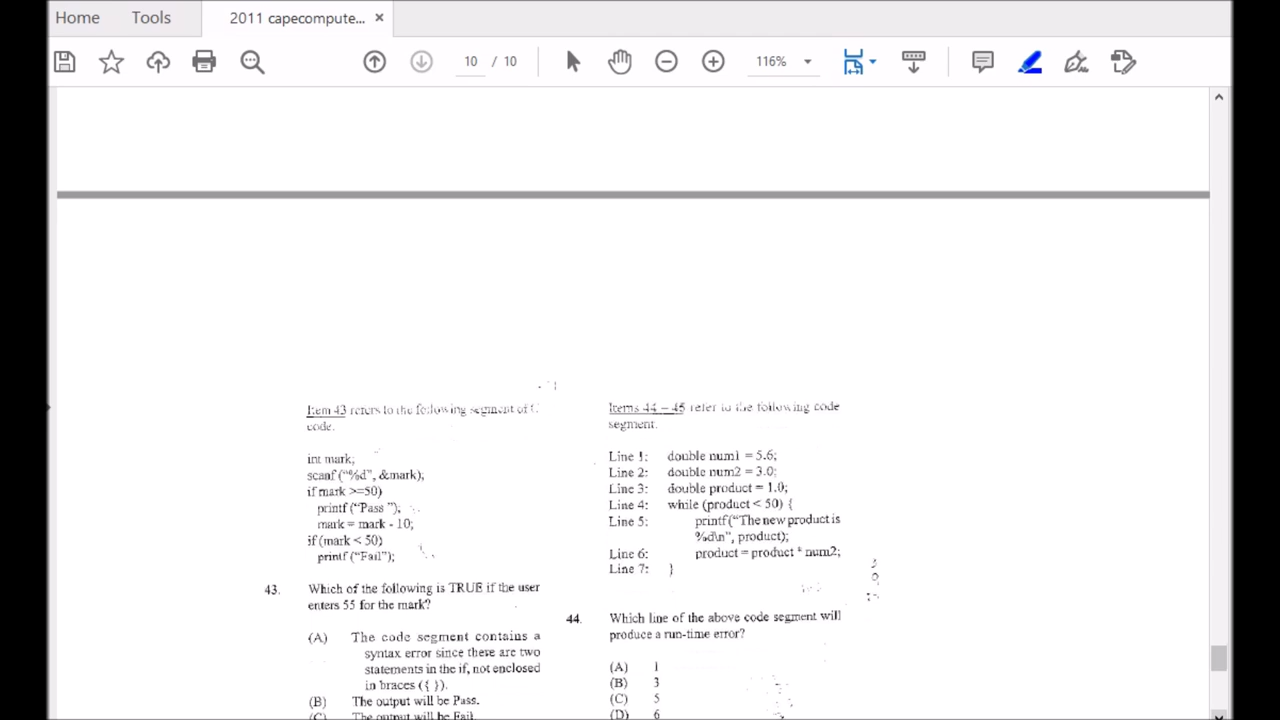 Home Tools 2011 capecompute... ×
10 / 10 116%
Item 43 refers to the following segment of C
code.
int mark;
scanf ("%d", &mark);
if mark >=50)
printf ("Pass ");
mark = mark - 10;
if (mark < 50)
printf ("Fail");
43. Which of the following is TRUE if the user
enters 55 for the mark?
(A) The code segment contains a
syntax error since there are two
statements in the if, not enclosed
in braces ({ }).
(B) The output will be Pass.
(C) The output will be Fail.
Items 44 – 45 refer to the following code
segment.
Line 1: double num1 = 5.6;
Line 2: double num2 = 3.0;
Line 3: double product = 1.0;
Line 4: while (product < 50) {
Line 5: printf("The new product is
%d\n", product);
Line 6: product = product * num2;
Line 7: }
44. Which line of the above code segment will
produce a run-time error?
(A) 1
(B) 3
(C) 5
(D) 6